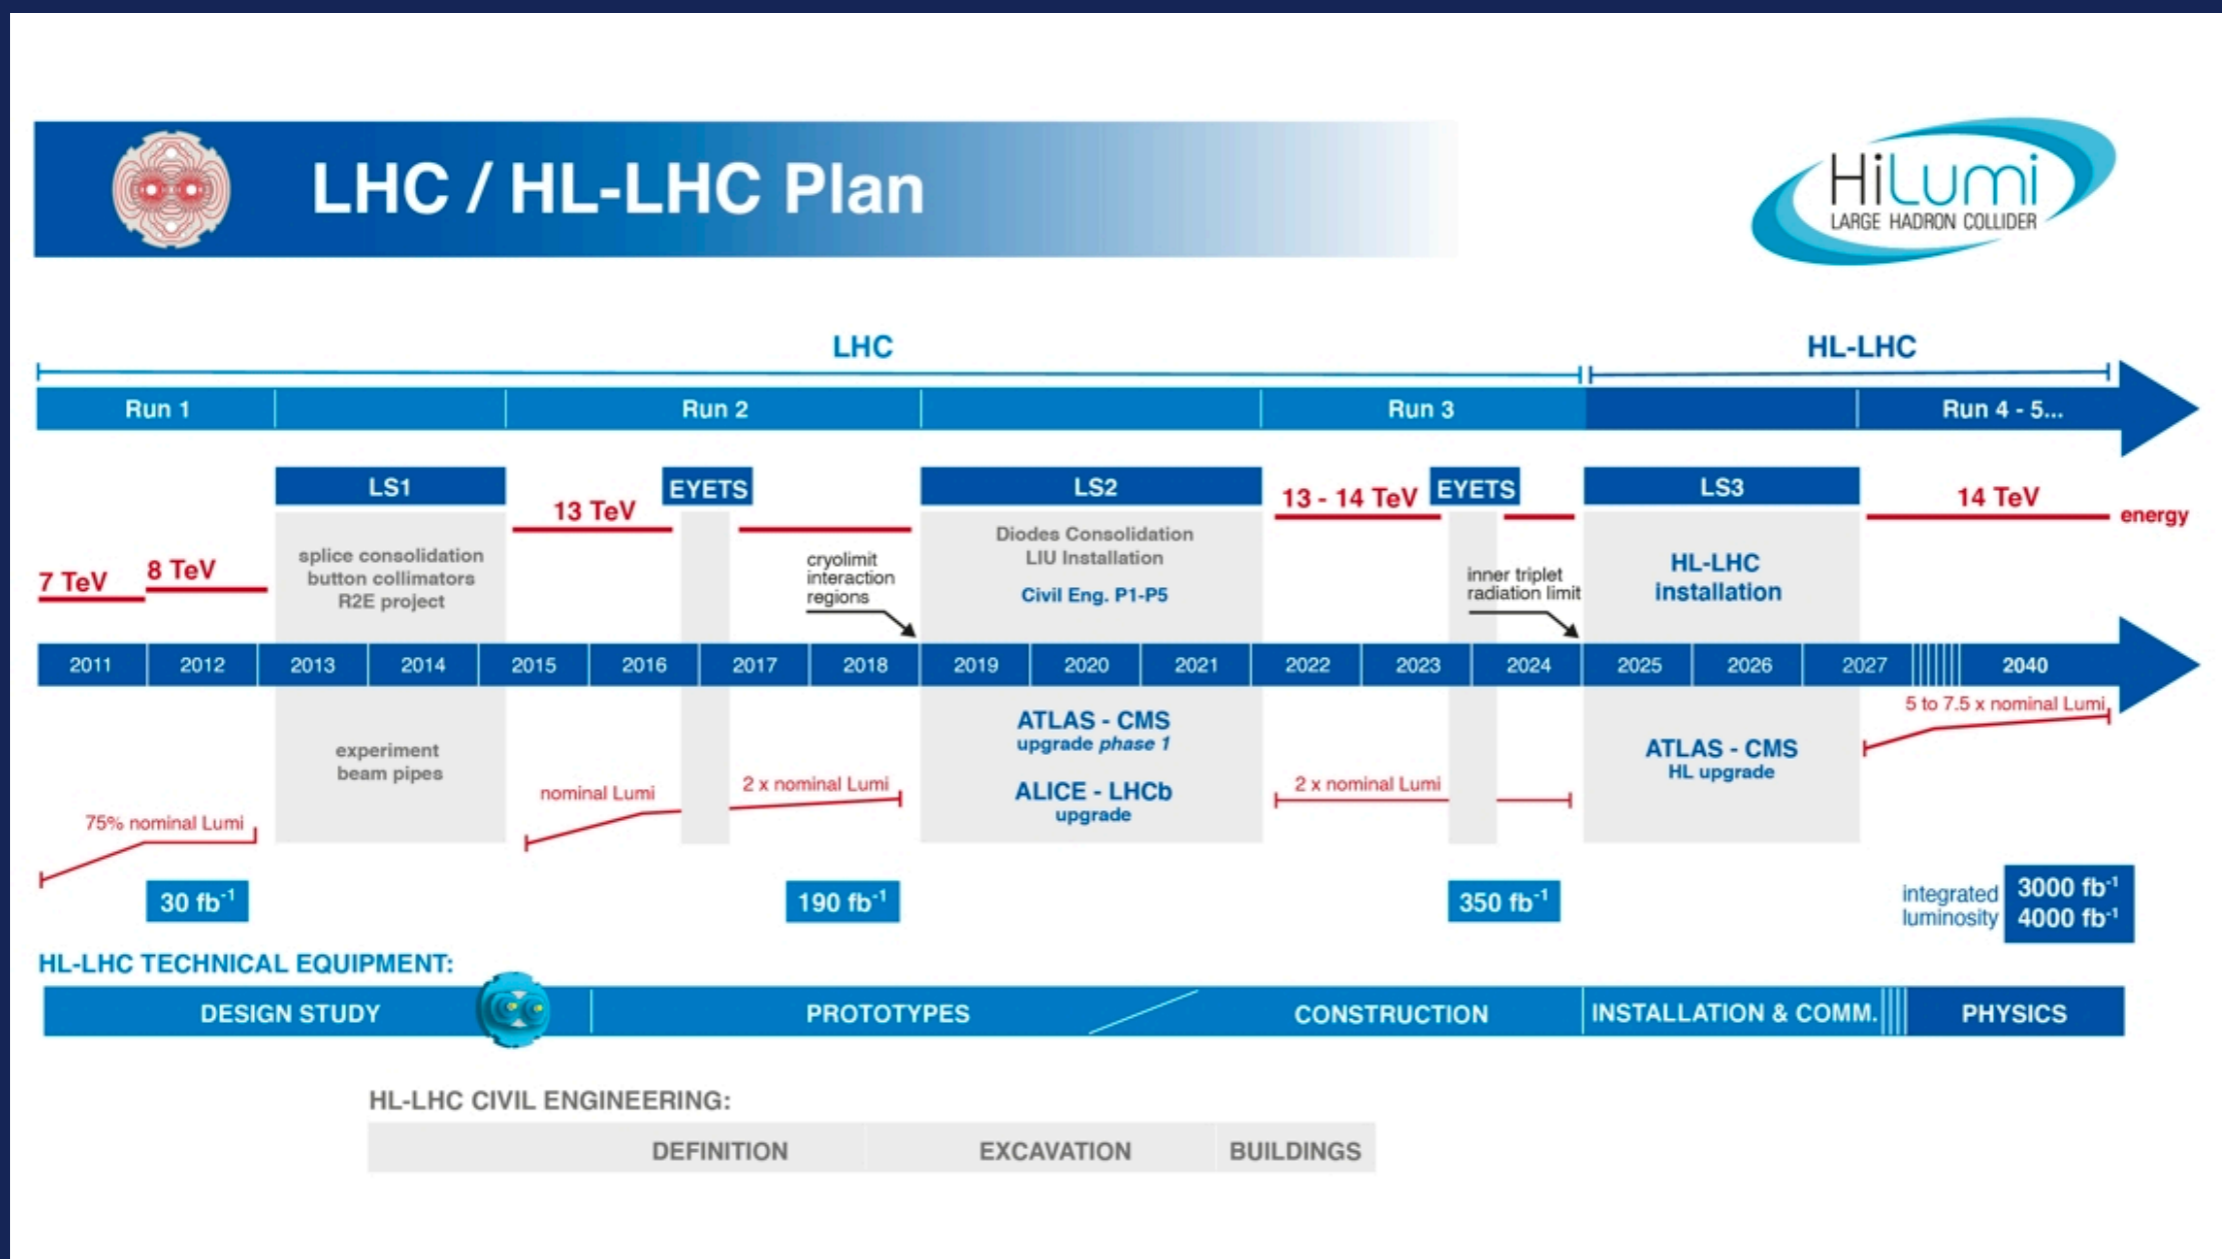 LHC / HL-LHC Plan
HiLumi
LARGE HADRON COLLIDER
LHC
HL-LHC
Run 1
Run 2
Run 3
Run 4 - 5...
LS1
EYETS
LS2
EYETS
LS3
13 TeV
13 - 14 TeV
14 TeV
energy
7 TeV
8 TeV
splice consolidation
button collimators
R2E project
cryolimit
interaction
regions
Diodes Consolidation
LIU Installation
Civil Eng. P1-P5
inner triplet
radiation limit
HL-LHC
installation
2011
2012
2013
2014
2015
2016
2017
2018
2019
2020
2021
2022
2023
2024
2025
2026
2027
2040
5 to 7.5 x nominal Lumi
experiment
beam pipes
ATLAS - CMS
upgrade phase 1
ALICE - LHCb
upgrade
ATLAS - CMS
HL upgrade
75% nominal Lumi
nominal Lumi
2 x nominal Lumi
2 x nominal Lumi
30 fb⁻¹
190 fb⁻¹
350 fb⁻¹
integrated
luminosity
3000 fb⁻¹
4000 fb⁻¹
HL-LHC TECHNICAL EQUIPMENT:
DESIGN STUDY
PROTOTYPES
CONSTRUCTION
INSTALLATION & COMM.
PHYSICS
HL-LHC CIVIL ENGINEERING:
DEFINITION
EXCAVATION
BUILDINGS